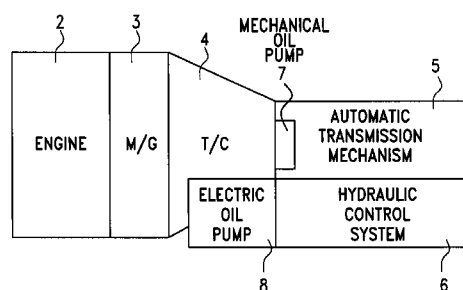 MECHANICAL
OIL
PUMP
2
3
4
7
5
ENGINE
M/G
T/C
AUTOMATIC
TRANSMISSION
MECHANISM
ELECTRIC
OIL
PUMP
HYDRAULIC
CONTROL
SYSTEM
8
6